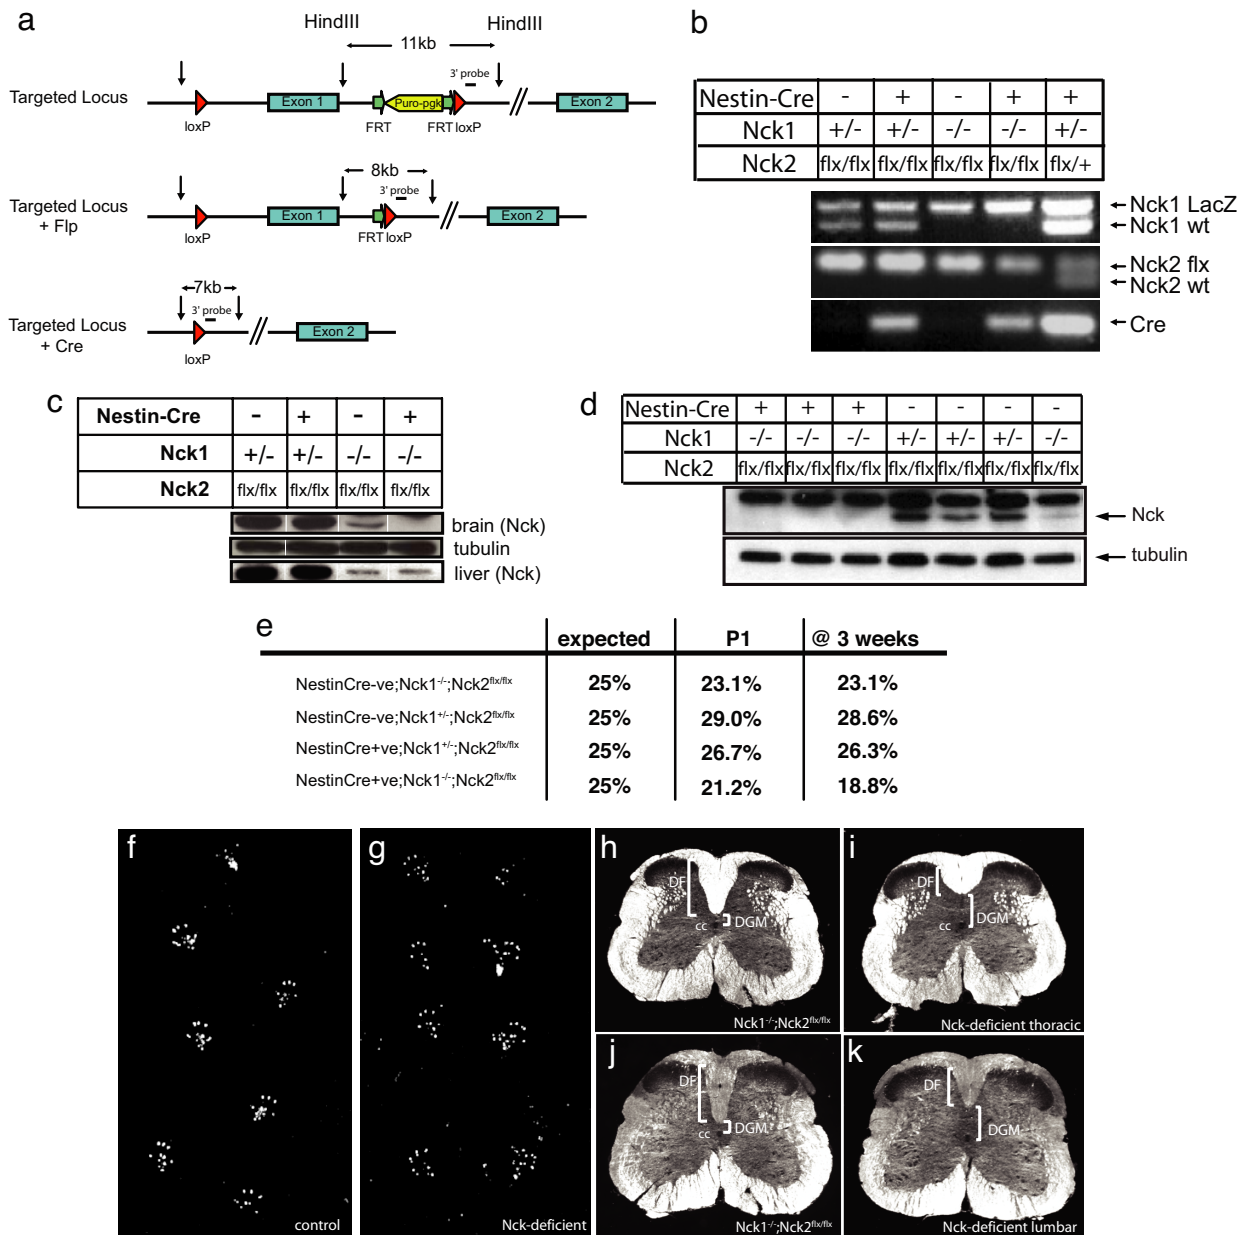 a
HindIII
HindIII
11kb
3' probe
Targeted Locus
Exon 1
Puro-pgk
Exon 2
loxP
FRT
FRT loxP
8kb
3' probe
Targeted Locus
+ Flp
Exon 1
Exon 2
loxP
FRT loxP
7kb
3' probe
Targeted Locus
+ Cre
Exon 2
loxP
b
Nestin-Cre - + - + +
Nck1 +/- +/- -/- -/- +/-
Nck2 flx/flx flx/flx flx/flx flx/flx flx/+
Nck1 LacZ
Nck1 wt
Nck2 flx
Nck2 wt
Cre
c
Nestin-Cre - + - +
Nck1 +/- +/- -/- -/-
Nck2 flx/flx flx/flx flx/flx flx/flx
brain (Nck)
tubulin
liver (Nck)
d
Nestin-Cre + + + - - - -
Nck1 -/- -/- -/- +/- +/- +/- -/-
Nck2 flx/flx flx/flx flx/flx flx/flx flx/flx flx/flx flx/flx
Nck
tubulin
e
expected P1 @ 3 weeks
NestinCre-ve;Nck1-/-;Nck2flx/flx 25% 23.1% 23.1%
NestinCre-ve;Nck1+/-;Nck2flx/flx 25% 29.0% 28.6%
NestinCre+ve;Nck1+/-;Nck2flx/flx 25% 26.7% 26.3%
NestinCre+ve;Nck1-/-;Nck2flx/flx 25% 21.2% 18.8%
f
control
g
Nck-deficient
h
DF
cc
DGM
Nck1-/-;Nck2flx/flx
i
DF
cc
DGM
Nck-deficient thoracic
j
DF
cc
DGM
Nck1-/-;Nck2flx/flx
k
DF
cc
DGM
Nck-deficient lumbar